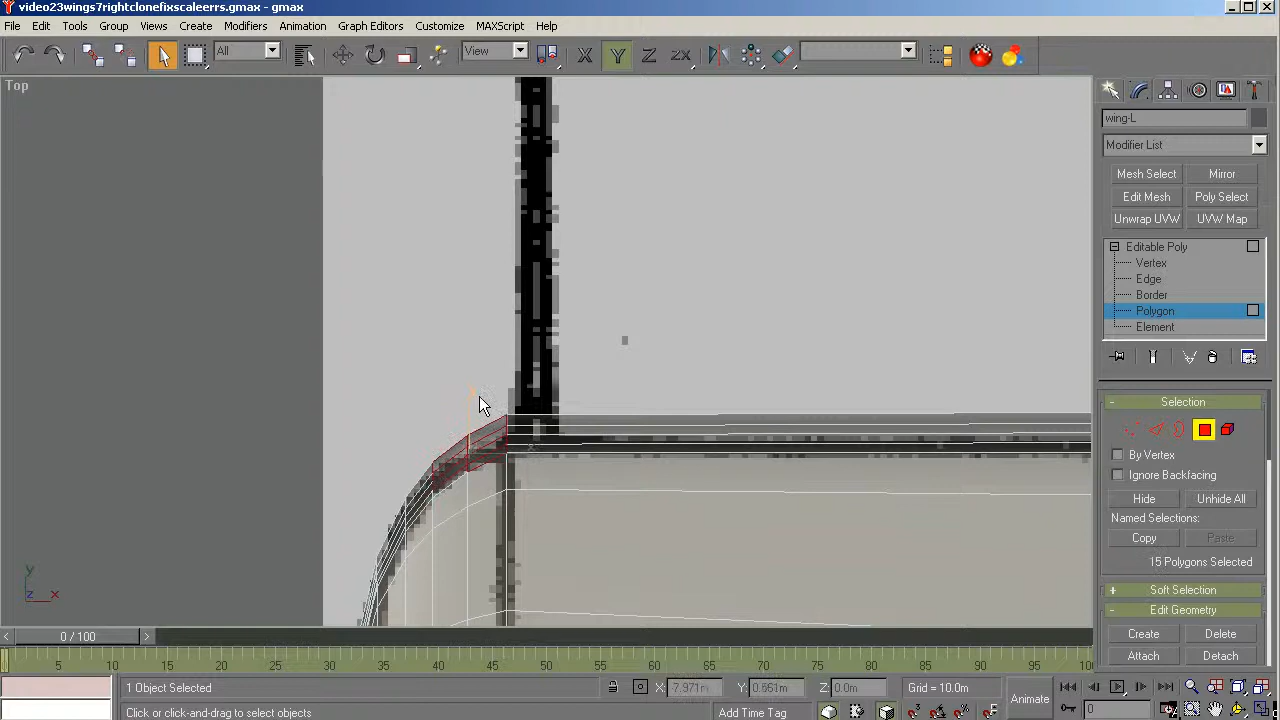 video23wings7rightclonefixscaleerrs.gmax - gmax
File Edit Tools Group Views Create Modifiers Animation Graph Editors Customize MAXScript Help
All View X Y Z ZX
Top
wing-L
Modifier List
Mesh Select Mirror
Edit Mesh Poly Select
Unwrap UVW UVW Map
Editable Poly
Vertex
Edge
Border
Polygon
Element
- Selection
By Vertex
Ignore Backfacing
Hide Unhide All
Named Selections:
Copy Paste
15 Polygons Selected
+ Soft Selection
- Edit Geometry
Create Delete
Attach Detach
y
z x
< 0 / 100 >
5 10 15 20 25 30 35 40 45 50 55 60 65 70 75 80 85 90 95 100
1 Object Selected X: -7.971m Y: 0.661m Z: 0.0m Grid = 10.0m Animate
Click or click-and-drag to select objects Add Time Tag 0